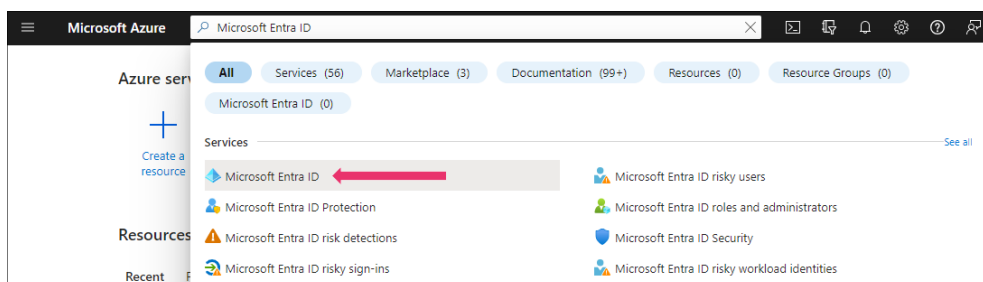 Microsoft Azure
Microsoft Entra ID
Azure serv
All Services (56) Marketplace (3) Documentation (99+) Resources (0) Resource Groups (0)
Microsoft Entra ID (0)
Services See all
Create a
resource
Microsoft Entra ID Microsoft Entra ID risky users
Microsoft Entra ID Protection Microsoft Entra ID roles and administrators
Resources
Microsoft Entra ID risk detections Microsoft Entra ID Security
Recent
Microsoft Entra ID risky sign-ins Microsoft Entra ID risky workload identities